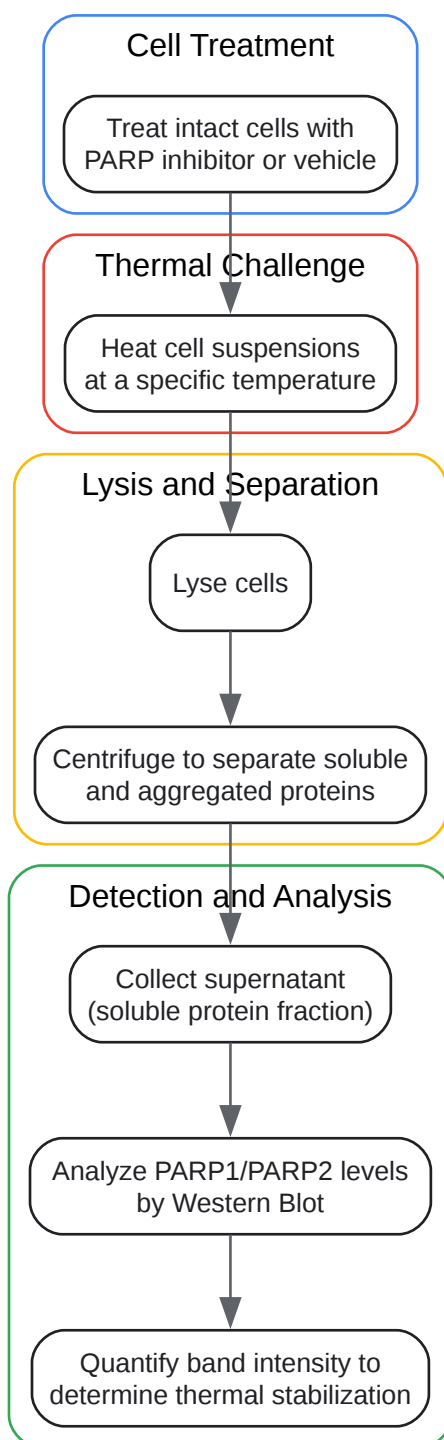 Cell Treatment
Treat intact cells with
PARP inhibitor or vehicle
Thermal Challenge
Heat cell suspensions
at a specific temperature
Lysis and Separation
Lyse cells
Centrifuge to separate soluble
and aggregated proteins
Detection and Analysis
Collect supernatant
(soluble protein fraction)
Analyze PARP1/PARP2 levels
by Western Blot
Quantify band intensity to
determine thermal stabilization